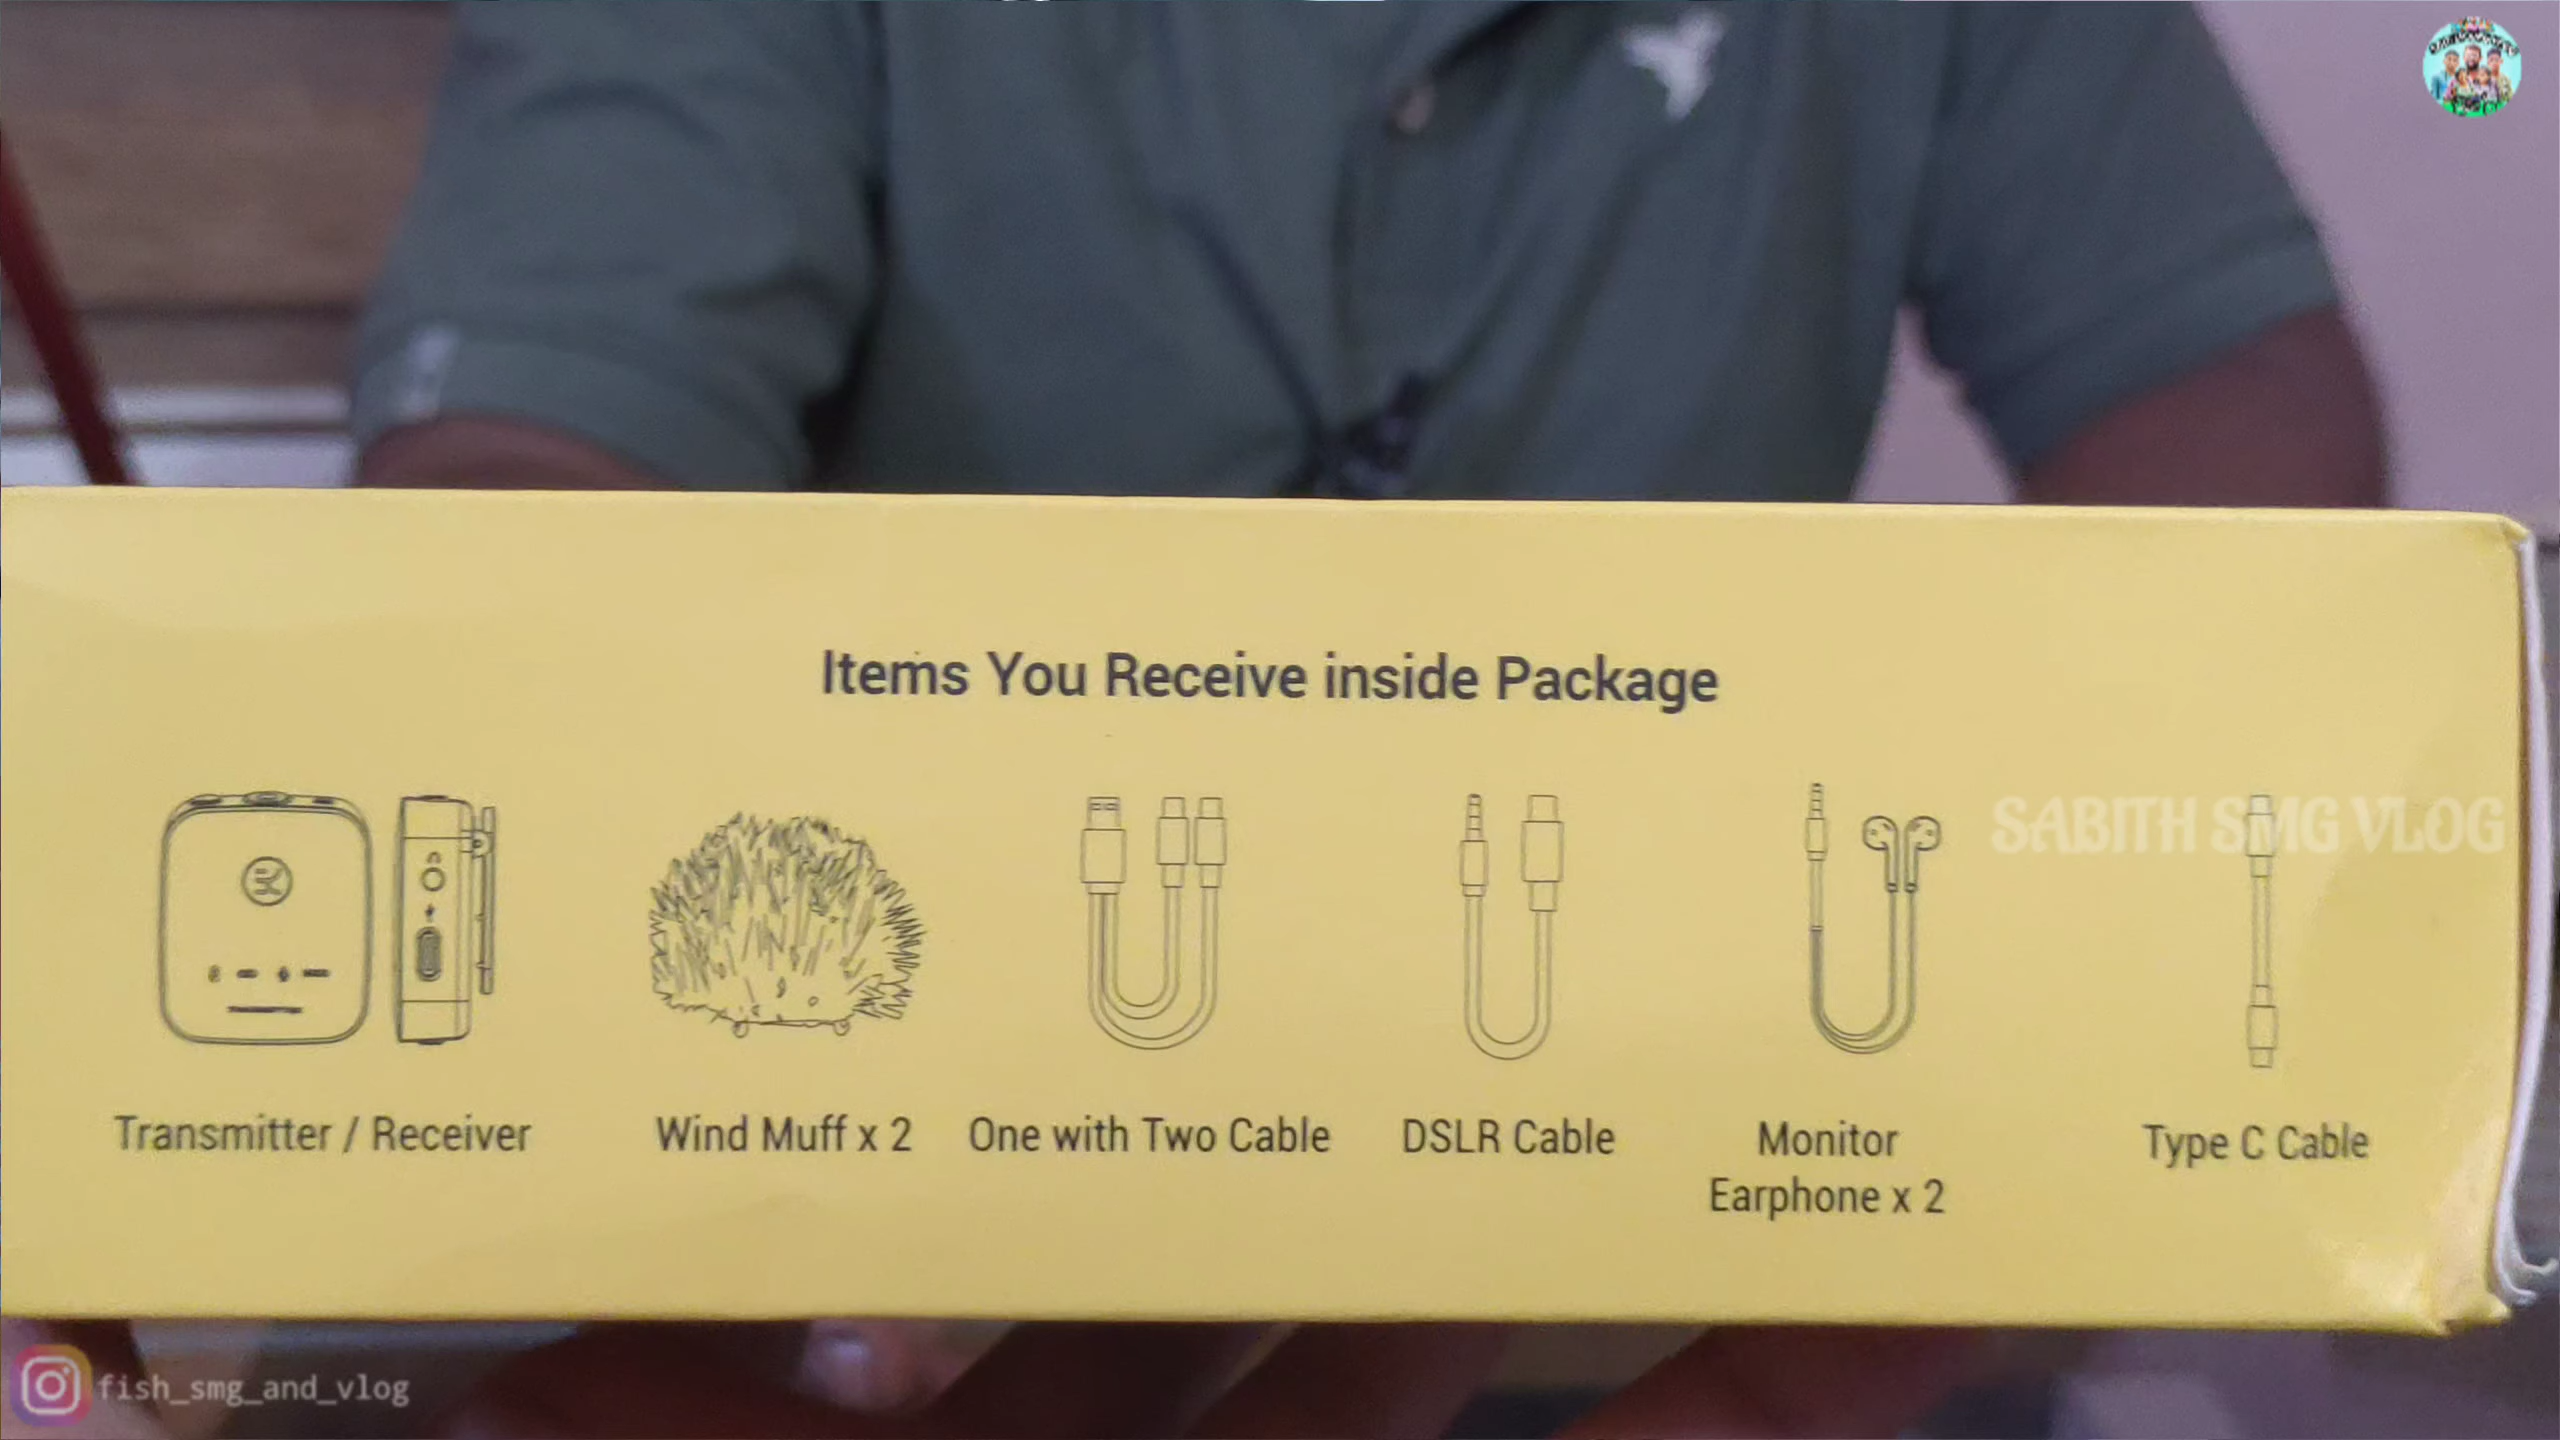 Items You Receive inside Package
SABITH SMG VLOG
Transmitter / Receiver
Wind Muff x 2
One with Two Cable
DSLR Cable
Monitor
Earphone x 2
Type C Cable
fish_smg_and_vlog